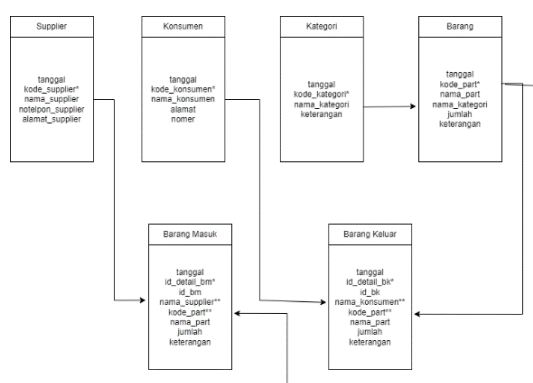 Supplier
tanggal
kode_supplier*
nama_supplier
notelpon_supplier
alamat_supplier
Konsumen
tanggal
kode_konsumen*
nama_konsumen
alamat
nomer
Kategori
tanggal
kode_kategori*
nama_kategori
keterangan
Barang
tanggal
kode_part*
nama_part
nama_kategori
jumlah
keterangan
Barang Masuk
tanggal
id_detail_bm*
id_bm
nama_supplier**
kode_part**
nama_part
jumlah
keterangan
Barang Keluar
tanggal
id_detail_bk*
id_bk
nama_konsumen**
kode_part**
nama_part
jumlah
keterangan